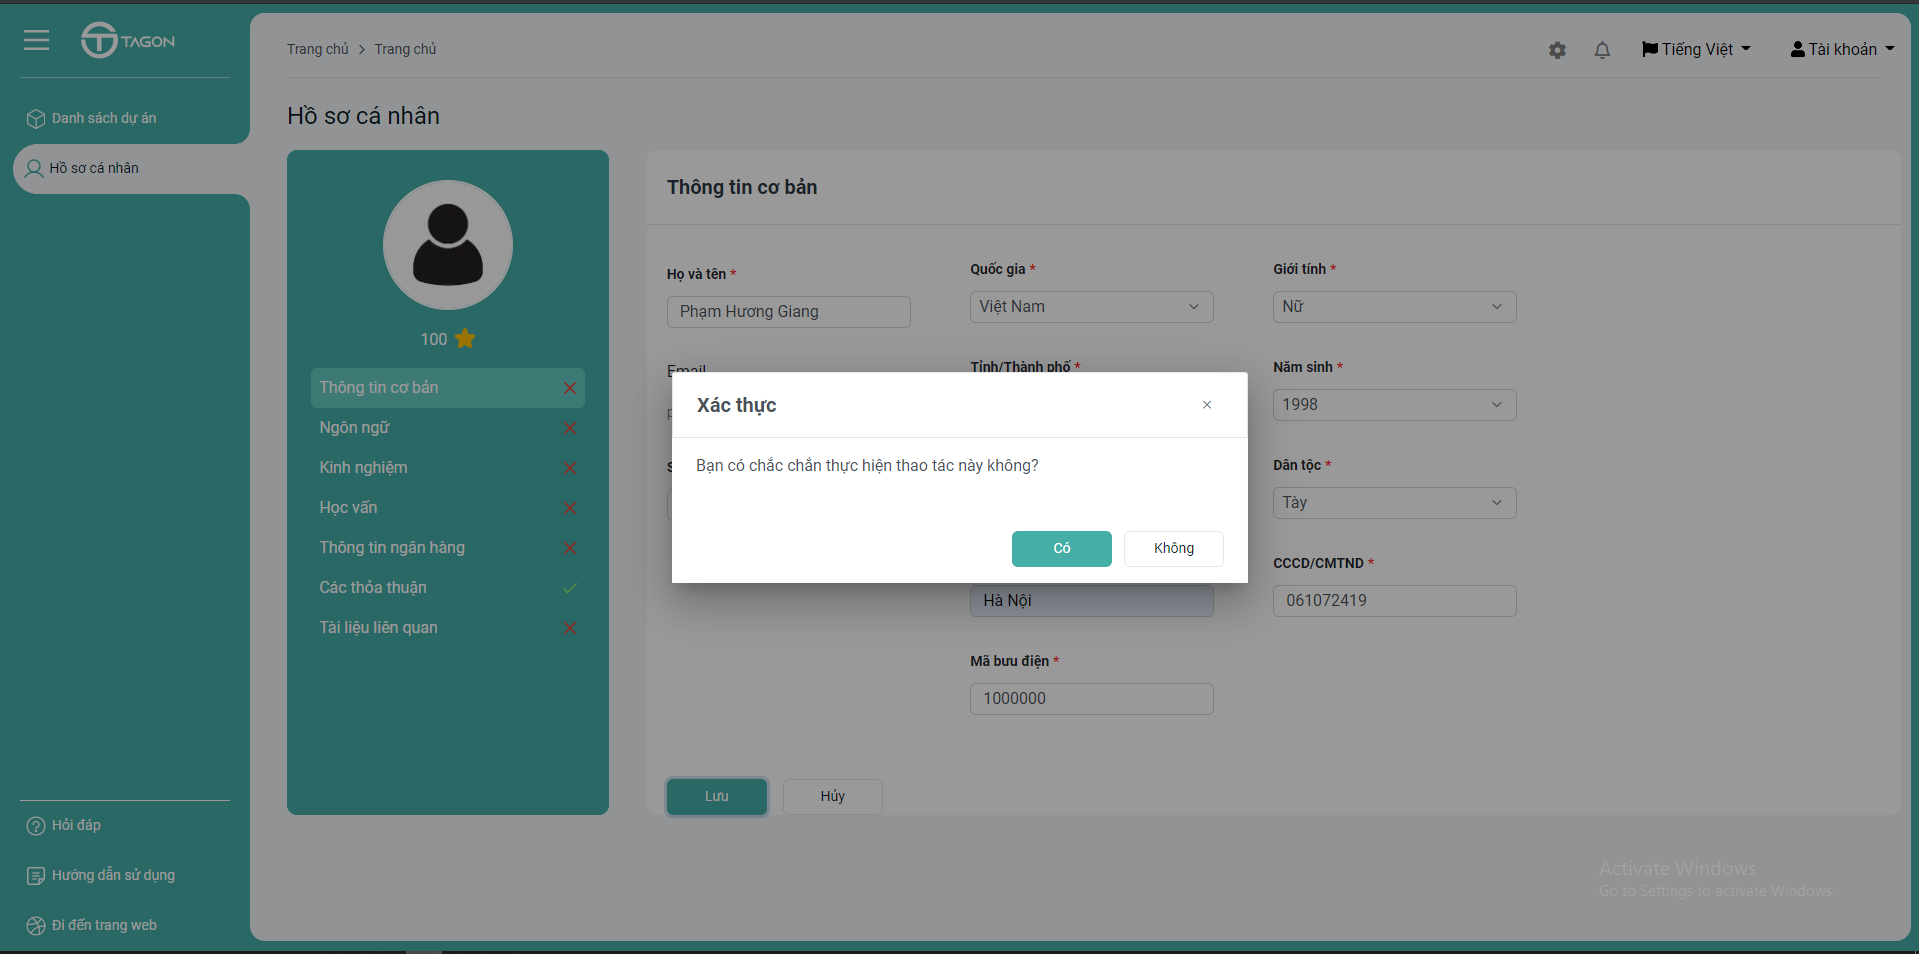 TAGON
Danh sách dự án
Hồ sơ cá nhân
Hỏi đáp
Hướng dẫn sử dụng
Đi đến trang web
Trang chủ > Trang chủ
Tiếng Việt
Tài khoản
Hồ sơ cá nhân
100
Thông tin cơ bản
Ngôn ngữ
Kinh nghiệm
Học vấn
Thông tin ngân hàng
Các thỏa thuận
Tài liệu liên quan
Thông tin cơ bản
Họ và tên *
Phạm Hương Giang
Email
Quốc gia *
Việt Nam
Tỉnh/Thành phố *
Hà Nội
Mã bưu điện *
1000000
Giới tính *
Nữ
Năm sinh *
1998
Dân tộc *
Tày
CCCD/CMTND *
061072419
Xác thực
×
Bạn có chắc chắn thực hiện thao tác này không?
Có
Không
Lưu
Hủy
Activate Windows
Go to Settings to activate Windows.